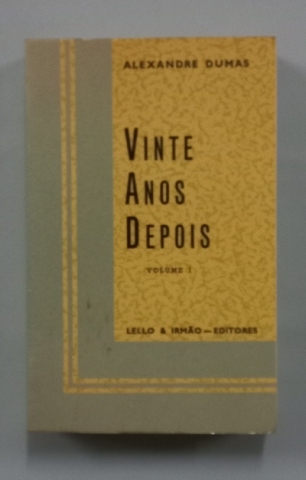 ALEXANDRE DUMAS
VINTE
ANOS
DEPOIS
VOLUME I
LELLO & IRMÃO — EDITORES